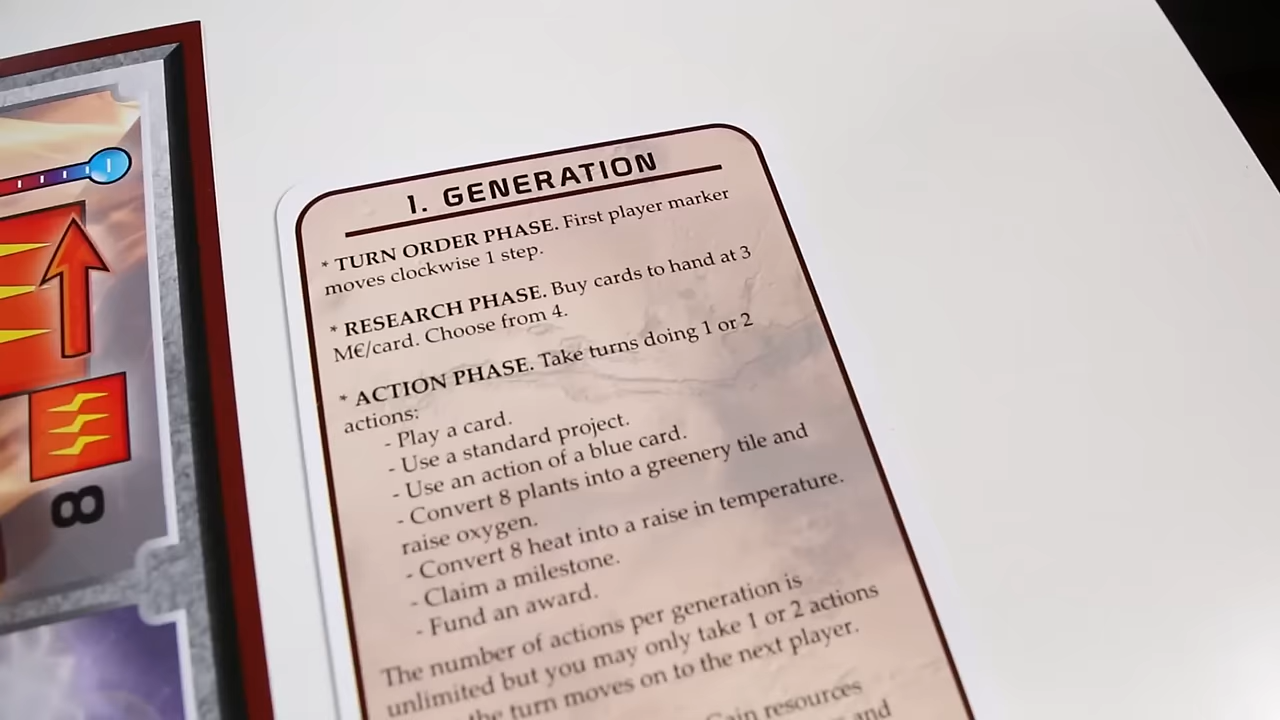 1. GENERATION
* TURN ORDER PHASE. First player marker
moves clockwise 1 step.
* RESEARCH PHASE. Buy cards to hand at 3
M€/card. Choose from 4.
* ACTION PHASE. Take turns doing 1 or 2
actions:
- Play a card.
- Use a standard project.
- Use an action of a blue card.
- Convert 8 plants into a greenery tile and
raise oxygen.
- Convert 8 heat into a raise in temperature.
- Claim a milestone.
- Fund an award.
The number of actions per generation is
unlimited but you may only take 1 or 2 actions
the turn moves on to the next player.
Gain resources
and
8